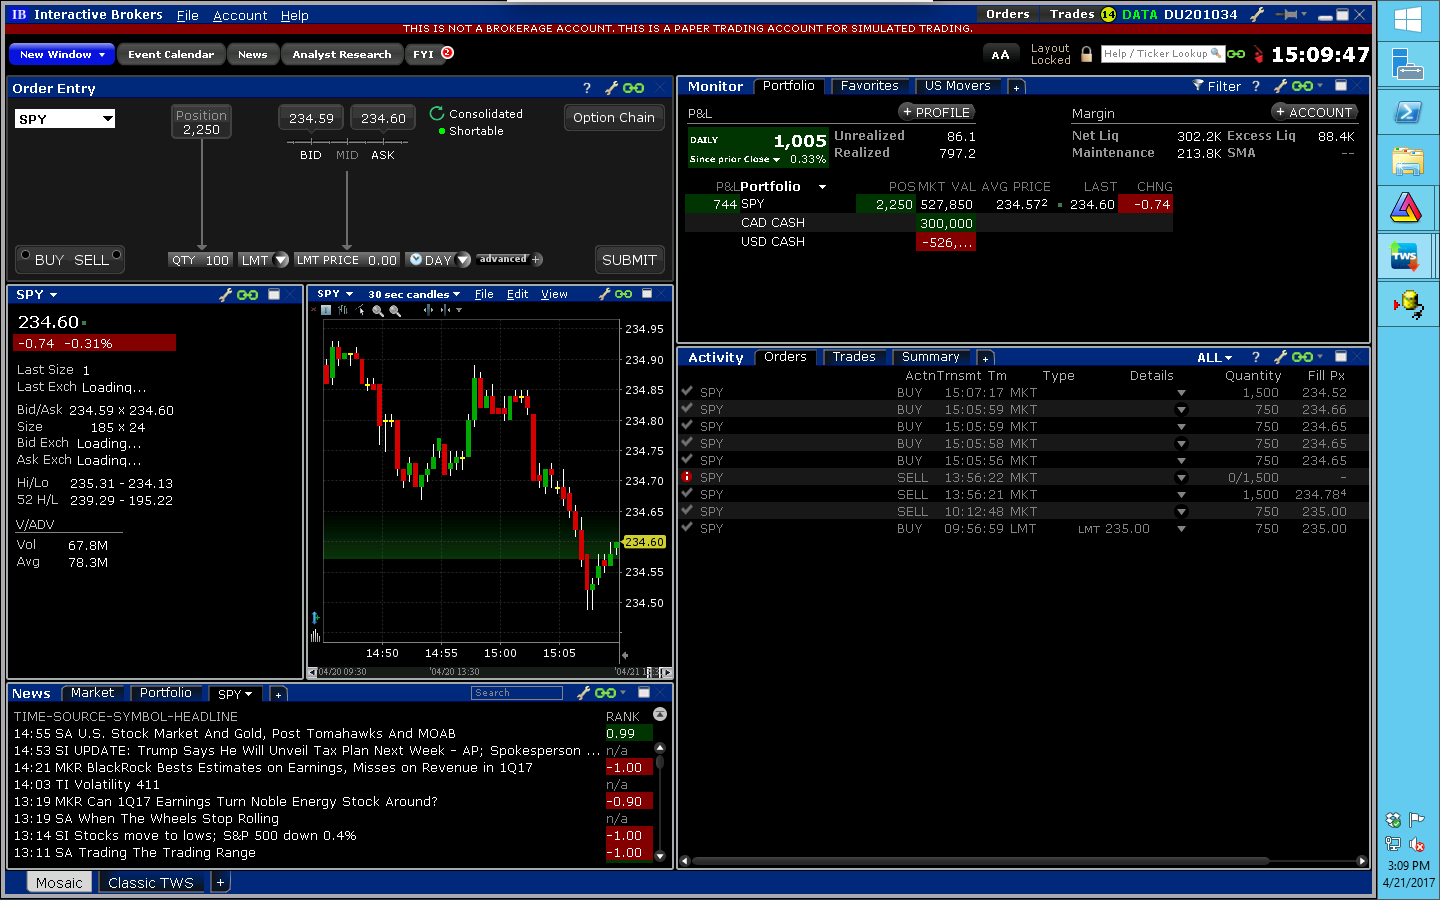 IB Interactive Brokers File Account Help Orders Trades 14 DATA DU201034
THIS IS NOT A BROKERAGE ACCOUNT. THIS IS A PAPER TRADING ACCOUNT FOR SIMULATED TRADING.
New Window Event Calendar News Analyst Research FYI 2 AA Layout Locked Help / Ticker Lookup 15:09:47
Order Entry ?
SPY Position 2,250 234.59 234.60 Consolidated Shortable Option Chain
BID MID ASK
BUY SELL QTY 100 LMT LMT PRICE 0.00 DAY advanced + SUBMIT
Monitor Portfolio Favorites US Movers + Filter ?
P&L + PROFILE Margin + ACCOUNT
DAILY 1,005 Unrealized 86.1 Net Liq 302.2K Excess Liq 88.4K
Since prior Close 0.33% Realized 797.2 Maintenance 213.8K SMA --
P&L Portfolio POS MKT VAL AVG PRICE LAST CHNG
744 SPY 2,250 527,850 234.572 234.60 -0.74
CAD CASH 300,000
USD CASH -526,...
SPY
234.60
-0.74 -0.31%
Last Size 1
Last Exch Loading...
Bid/Ask 234.59 x 234.60
Size 185 x 24
Bid Exch Loading...
Ask Exch Loading...
Hi/Lo 235.31 - 234.13
52 H/L 239.29 - 195.22
V/ADV
Vol 67.8M
Avg 78.3M
SPY 30 sec candles File Edit View
234.95
234.90
234.85
234.80
234.75
234.70
234.65
234.60
234.55
234.50
14:50 14:55 15:00 15:05
'04/20 09:30 '04/20 13:30 '04/21
Activity Orders Trades Summary + ALL ?
Actn Trnsmt Tm Type Details Quantity Fill Px
SPY BUY 15:07:17 MKT 1,500 234.52
SPY BUY 15:05:59 MKT 750 234.66
SPY BUY 15:05:59 MKT 750 234.65
SPY BUY 15:05:58 MKT 750 234.65
SPY BUY 15:05:56 MKT 750 234.65
SPY SELL 13:56:22 MKT 0/1,500 -
SPY SELL 13:56:21 MKT 1,500 234.784
SPY SELL 10:12:48 MKT 750 235.00
SPY BUY 09:56:59 LMT LMT 235.00 750 235.00
News Market Portfolio SPY + Search
TIME-SOURCE-SYMBOL-HEADLINE RANK
14:55 SA U.S. Stock Market And Gold, Post Tomahawks And MOAB 0.99
14:53 SI UPDATE: Trump Says He Will Unveil Tax Plan Next Week - AP; Spokesperson ... n/a
14:21 MKR BlackRock Bests Estimates on Earnings, Misses on Revenue in 1Q17 -1.00
14:03 TI Volatility 411 n/a
13:19 MKR Can 1Q17 Earnings Turn Noble Energy Stock Around? -0.90
13:19 SA When The Wheels Stop Rolling n/a
13:14 SI Stocks move to lows; S&P 500 down 0.4% -1.00
13:11 SA Trading The Trading Range -1.00
Mosaic Classic TWS +
TWS
3:09 PM
4/21/2017